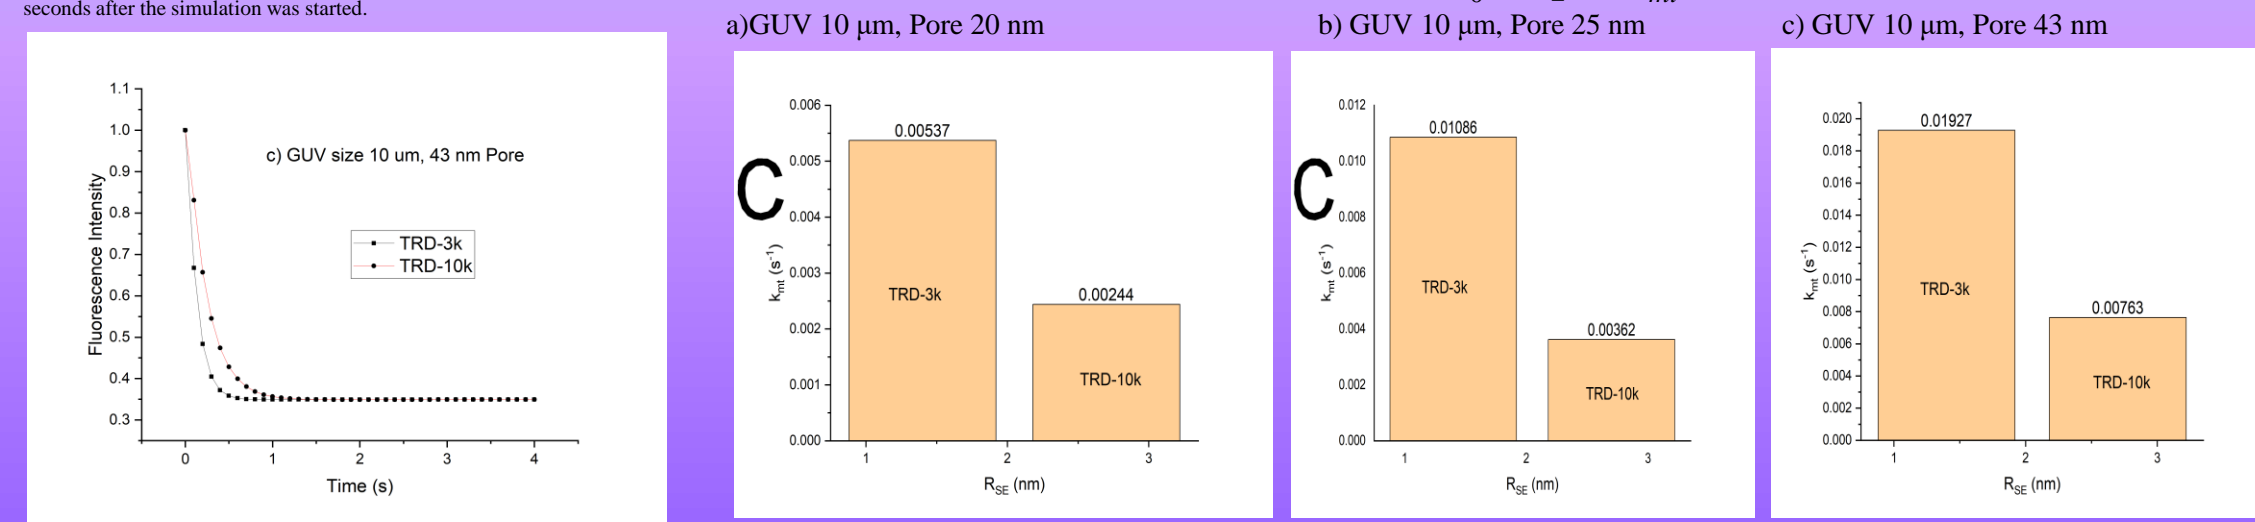 seconds after the simulation was started.
1.1
1.0
0.9
0.8
0.7
0.6
0.5
0.4
0.3
Fluorescence Intensity
c) GUV size 10 um, 43 nm Pore
TRD-3k
TRD-10k
0 1 2 3 4
Time (s)
a)GUV 10 μm, Pore 20 nm
C
0.006
0.005
0.004
0.003
0.002
0.001
0.000
kmt (s-1)
0.00537
TRD-3k
0.00244
TRD-10k
1 2 3
RSE (nm)
b) GUV 10 μm, Pore 25 nm
C
0.012
0.010
0.008
0.006
0.004
0.002
0.000
kmt (s-1)
0.01086
TRD-3k
0.00362
TRD-10k
1 2 3
RSE (nm)
c) GUV 10 μm, Pore 43 nm
0.020
0.018
0.016
0.014
0.012
0.010
0.008
0.006
0.004
0.002
0.000
kmt (s-1)
0.01927
TRD-3k
0.00763
TRD-10k
1 2 3
RSE (nm)